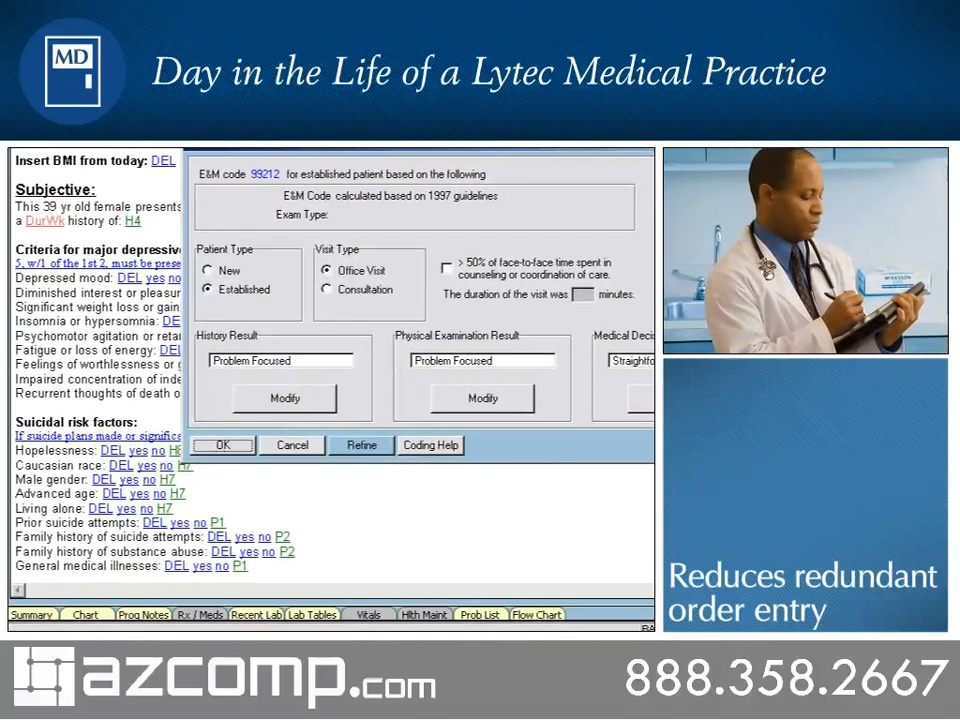 MD
Day in the Life of a Lytec Medical Practice
Insert BMI from today: DEL
Subjective:
This 39 yr old female presents
a DurWk history of: H4
Criteria for major depressive
5, w/1 of the 1st 2, must be prese
Depressed mood: DEL yes no
Diminished interest or pleasur
Significant weight loss or gain
Insomnia or hypersomnia: DE
Psychomotor agitation or retar
Fatigue or loss of energy: DEL
Feelings of worthlessness or g
Impaired concentration of inde
Recurrent thoughts of death o
Suicidal risk factors:
If suicide plans made or significa
Hopelessness: DEL yes no H8
Caucasian race: DEL yes no H7
Male gender: DEL yes no H7
Advanced age: DEL yes no H7
Living alone: DEL yes no H7
Prior suicide attempts: DEL yes no P1
Family history of suicide attempts: DEL yes no P2
Family history of substance abuse: DEL yes no P2
General medical illnesses: DEL yes no P1
E&M code 99212 for established patient based on the following
E&M Code calculated based on 1997 guidelines
Exam Type:
Patient Type
New
Established
Visit Type
Office Visit
Consultation
> 50% of face-to-face time spent in
counseling or coordination of care.
The duration of the visit was minutes.
History Result
Problem Focused
Modify
Physical Examination Result
Problem Focused
Modify
Medical Decis
Straightfo
OK Cancel Refine Coding Help
Summary Chart Prog Notes Rx / Meds Recent Lab Lab Tables Vitals Hlth Maint Prob List Flow Chart
BA
Reduces redundant
order entry
azcomp.com
888.358.2667